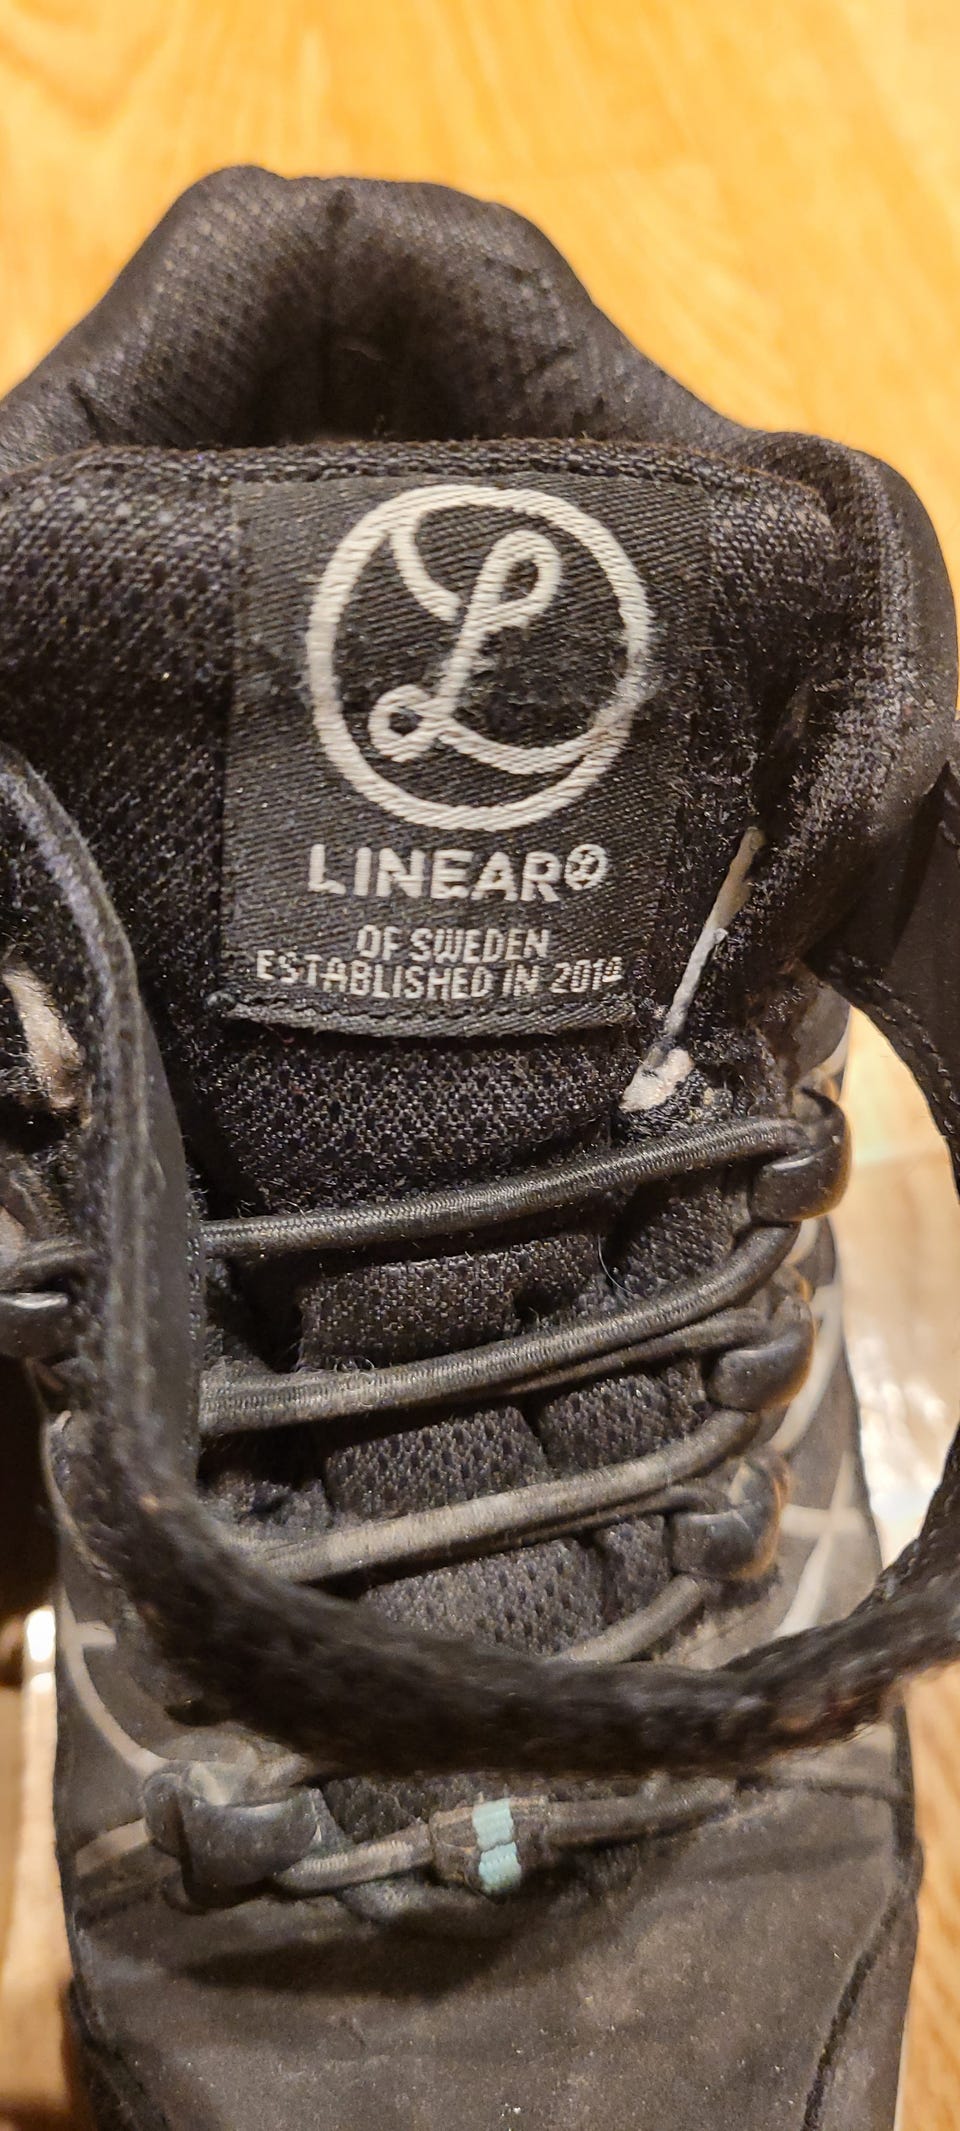 L
LINEAR®
OF SWEDEN
ESTABLISHED IN 2014